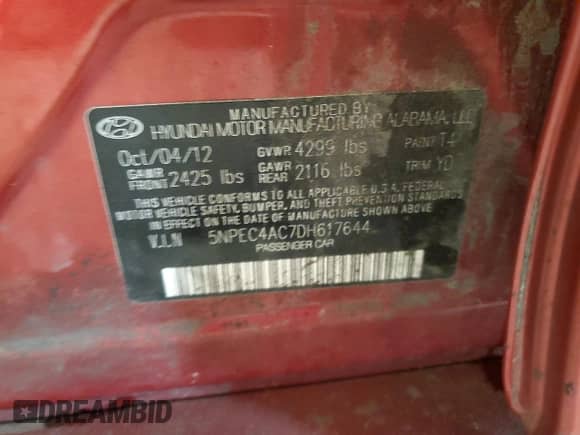 MANUFACTURED BY
HYUNDAI MOTOR MANUFACTURING ALABAMA, LLC
Oct/04/12 GVWR 4299 lbs PAINT T4
GAWR FRONT 2425 lbs GAWR REAR 2116 lbs TRIM YD
THIS VEHICLE CONFORMS TO ALL APPLICABLE U.S.A. FEDERAL
MOTOR VEHICLE SAFETY, BUMPER, AND THEFT PREVENTION STANDARDS
IN EFFECT ON THE DATE OF MANUFACTURE SHOWN ABOVE.
V.I.N 5NPEC4AC7DH617644
PASSENGER CAR
DREAMBID